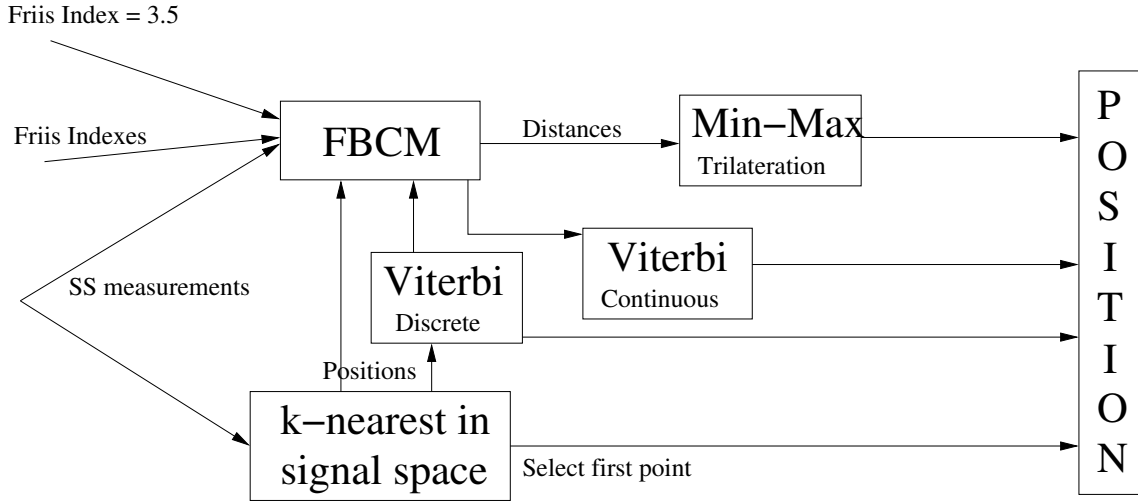 Friis Index = 3.5
Friis Indexes
FBCM
Distances
Min−Max
Trilateration
SS measurements
Viterbi
Discrete
Viterbi
Continuous
Positions
k−nearest in
signal space
Select first point
P
O
S
I
T
I
O
N